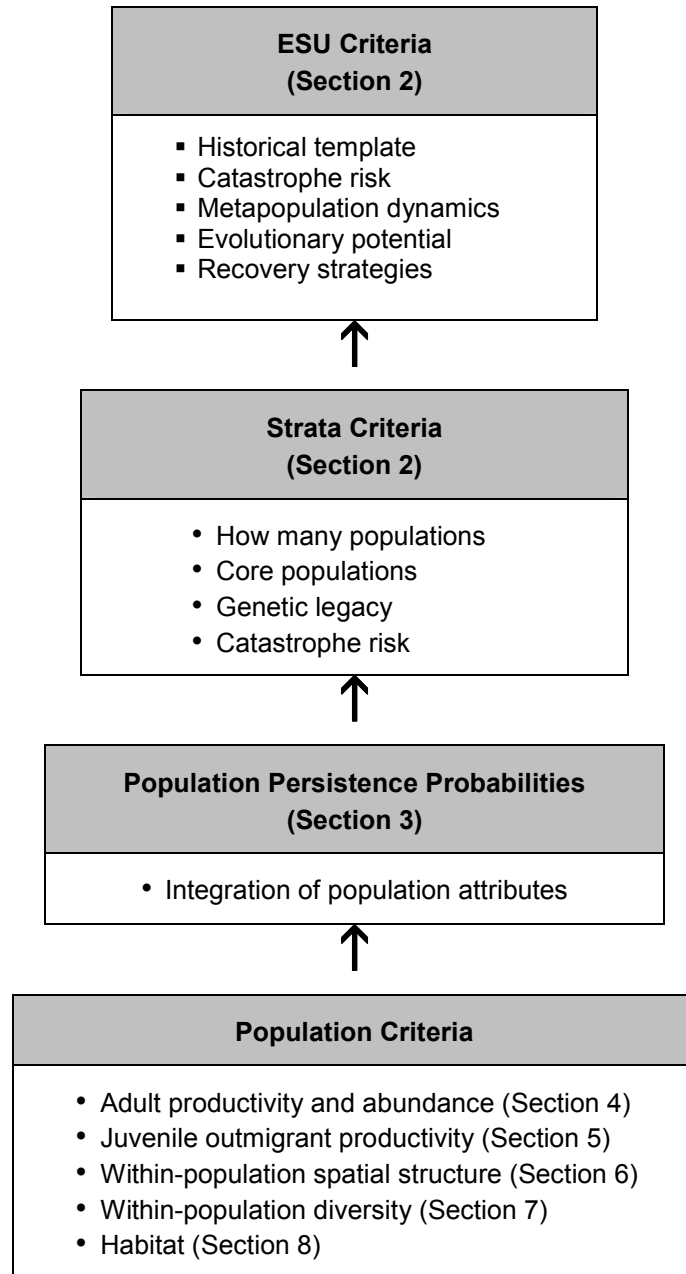 ESU Criteria
(Section 2)
▪ Historical template
▪ Catastrophe risk
▪ Metapopulation dynamics
▪ Evolutionary potential
▪ Recovery strategies
Strata Criteria
(Section 2)
• How many populations
• Core populations
• Genetic legacy
• Catastrophe risk
Population Persistence Probabilities
(Section 3)
• Integration of population attributes
Population Criteria
• Adult productivity and abundance (Section 4)
• Juvenile outmigrant productivity (Section 5)
• Within-population spatial structure (Section 6)
• Within-population diversity (Section 7)
• Habitat (Section 8)